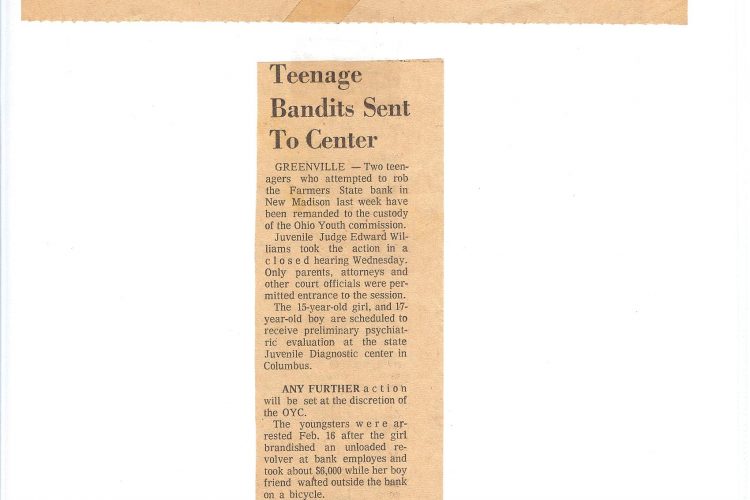 Teenage
Bandits Sent
To Center
GREENVILLE — Two teen-
agers who attempted to rob
the Farmers State bank in
New Madison last week have
been remanded to the custody
of the Ohio Youth commission.
Juvenile Judge Edward Wil-
liams took the action in a
closed hearing Wednesday.
Only parents, attorneys and
other court officials were per-
mitted entrance to the session.
The 15-year-old girl, and 17-
year-old boy are scheduled to
receive preliminary psychiat-
ric evaluation at the state
Juvenile Diagnostic center in
Columbus.
ANY FURTHER action
will be set at the discretion of
the OYC.
The youngsters were ar-
rested Feb. 16 after the girl
brandished an unloaded re-
volver at bank employes and
took about $6,000 while her boy
friend waited outside the bank
on a bicycle.